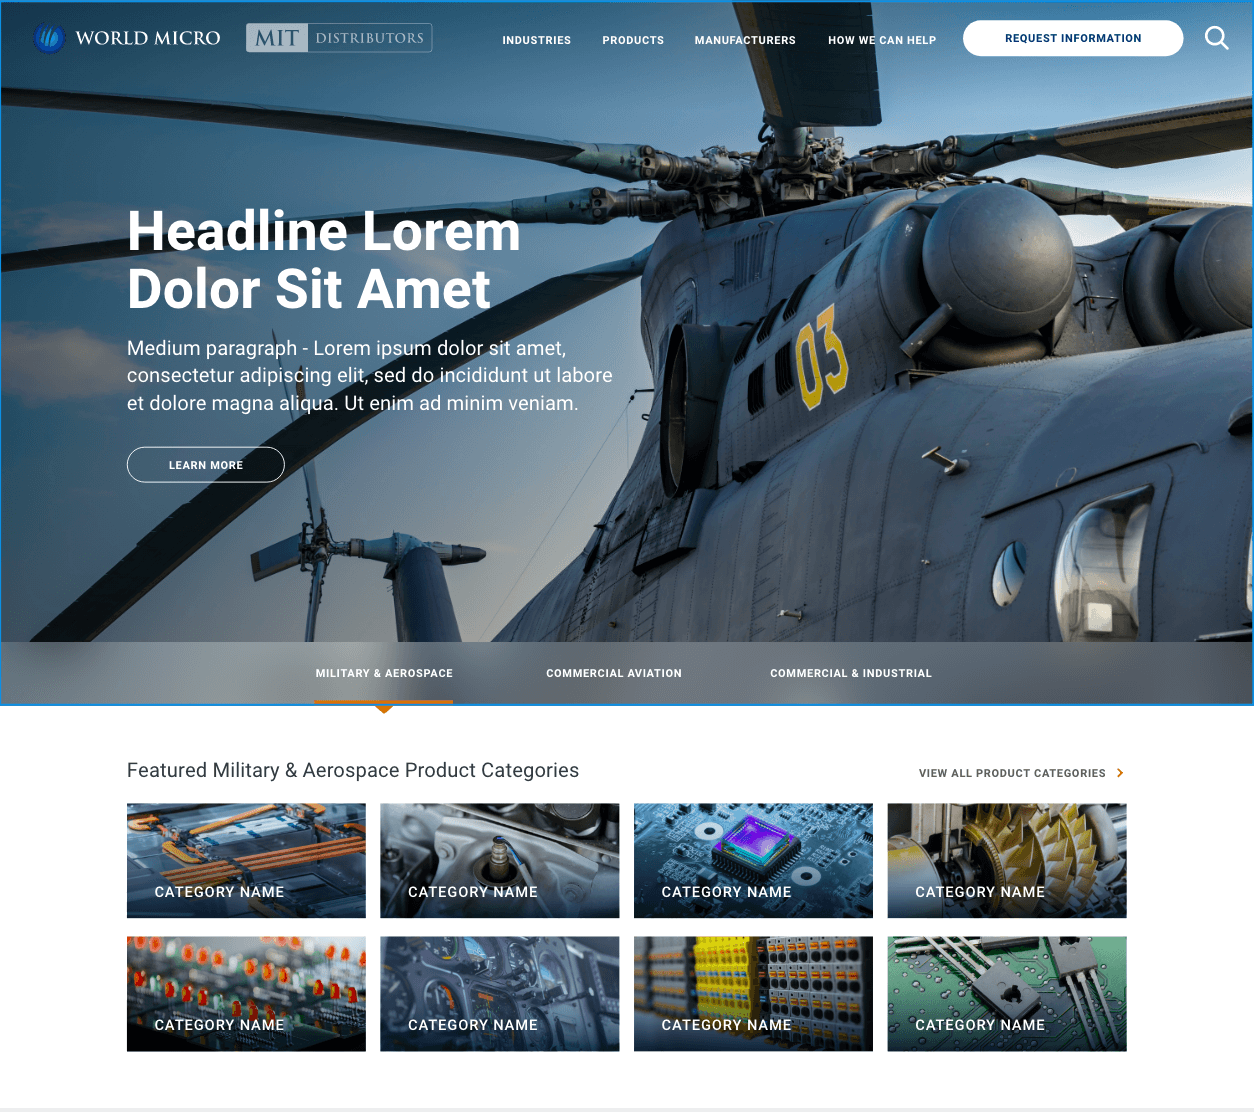 WORLD MICRO
MIT DISTRIBUTORS
INDUSTRIES
PRODUCTS
MANUFACTURERS
HOW WE CAN HELP
REQUEST INFORMATION
Headline Lorem
Dolor Sit Amet
03
Medium paragraph - Lorem ipsum dolor sit amet,
consectetur adipiscing elit, sed do incididunt ut labore
et dolore magna aliqua. Ut enim ad minim veniam.
LEARN MORE
MILITARY & AEROSPACE
COMMERCIAL AVIATION
COMMERCIAL & INDUSTRIAL
Featured Military & Aerospace Product Categories
VIEW ALL PRODUCT CATEGORIES
CATEGORY NAME
CATEGORY NAME
CATEGORY NAME
CATEGORY NAME
CATEGORY NAME
CATEGORY NAME
CATEGORY NAME
CATEGORY NAME